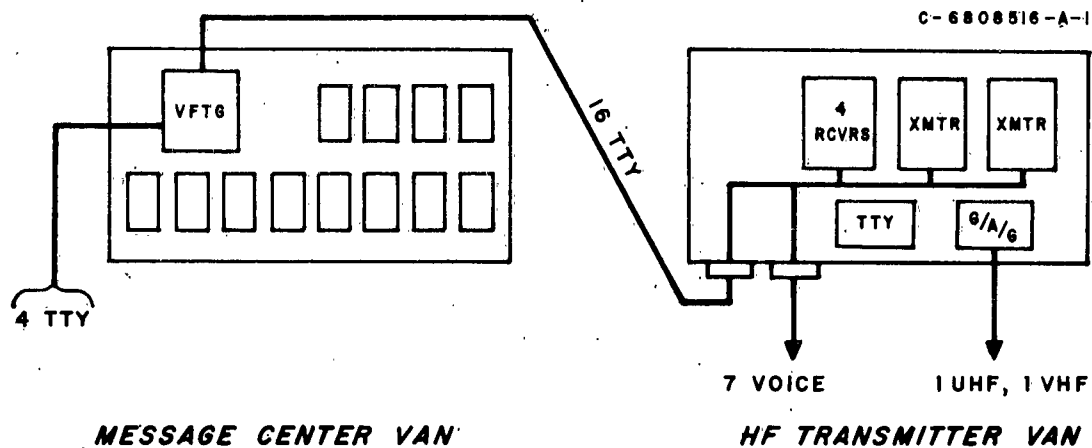 C-6808516-A-1
VFTG
16 TTY
4
RCVRS
XMTR
XMTR
TTY
G/A/G
4 TTY
7 VOICE
1 UHF, 1 VHF
MESSAGE CENTER VAN
HF TRANSMITTER VAN